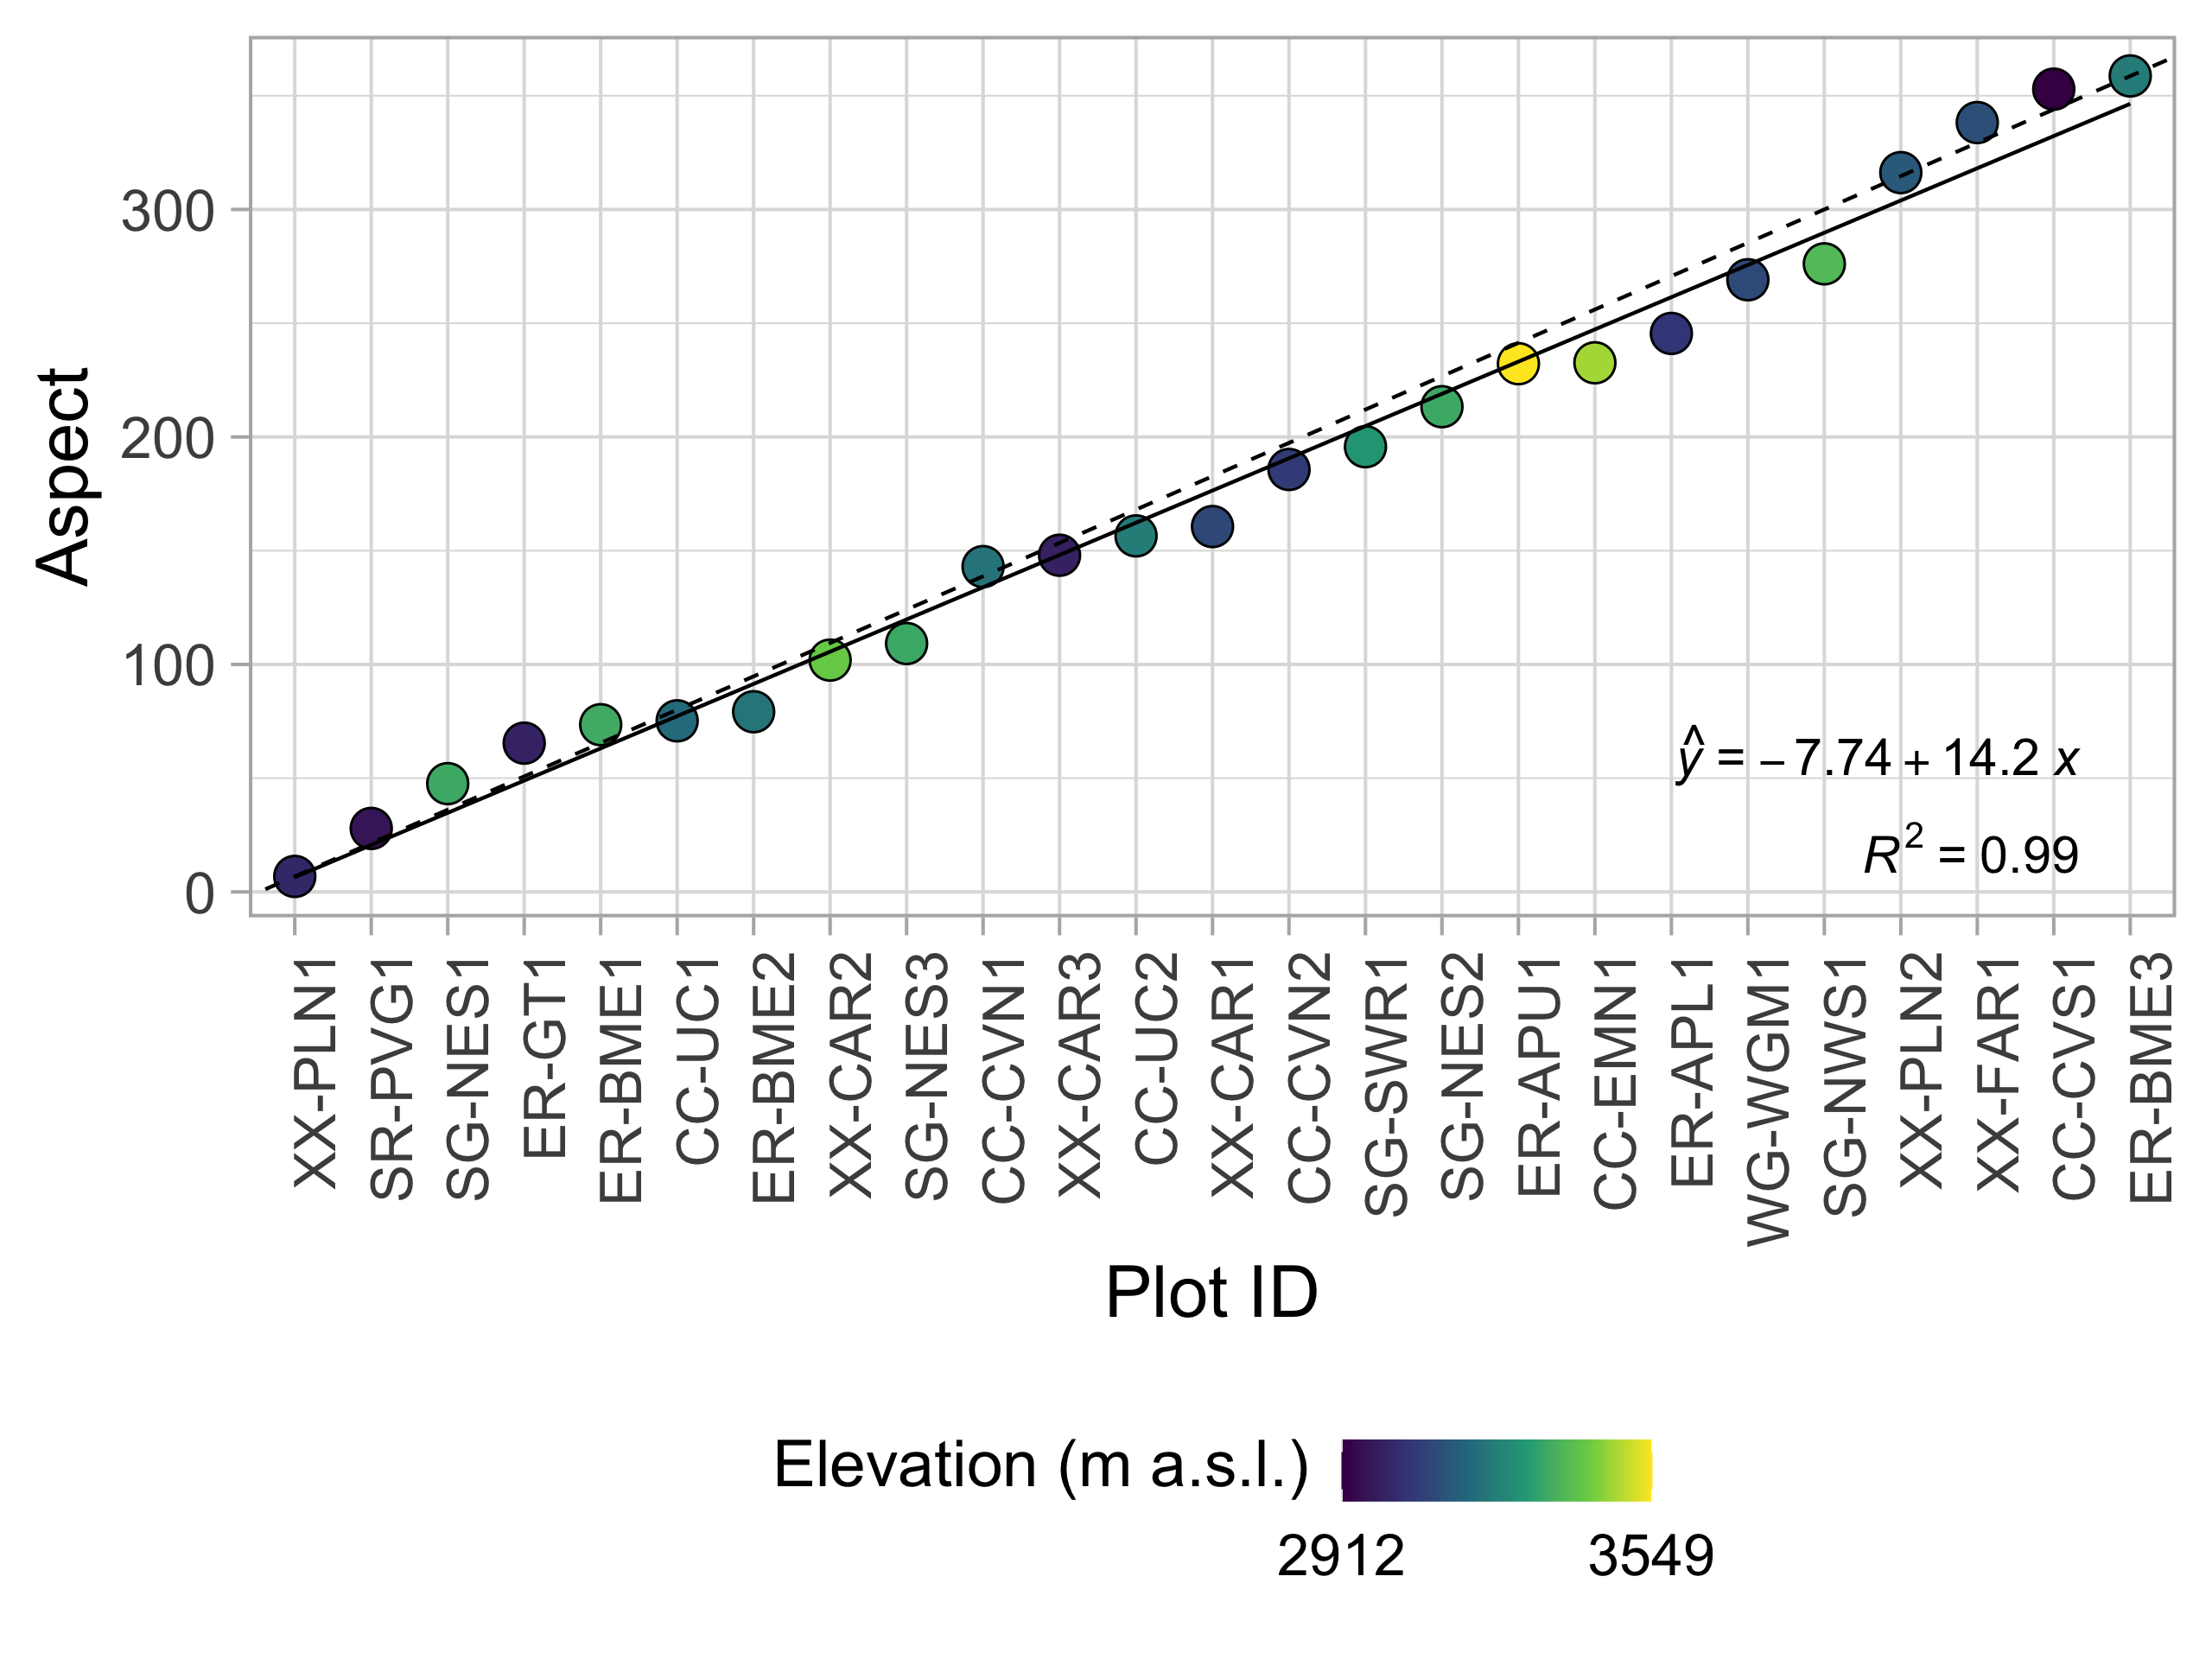 Aspect
300
200
100
0
ŷ = – 7.74 + 14.2 x
R² = 0.99
XX-PLN1
SR-PVG1
SG-NES1
ER-GT1
ER-BME1
CC-UC1
ER-BME2
XX-CAR2
SG-NES3
CC-CVN1
XX-CAR3
CC-UC2
XX-CAR1
CC-CVN2
SG-SWR1
SG-NES2
ER-APU1
CC-EMN1
ER-APL1
WG-WGM1
SG-NWS1
XX-PLN2
XX-FAR1
CC-CVS1
ER-BME3
Plot ID
Elevation (m a.s.l.)
2912 3549